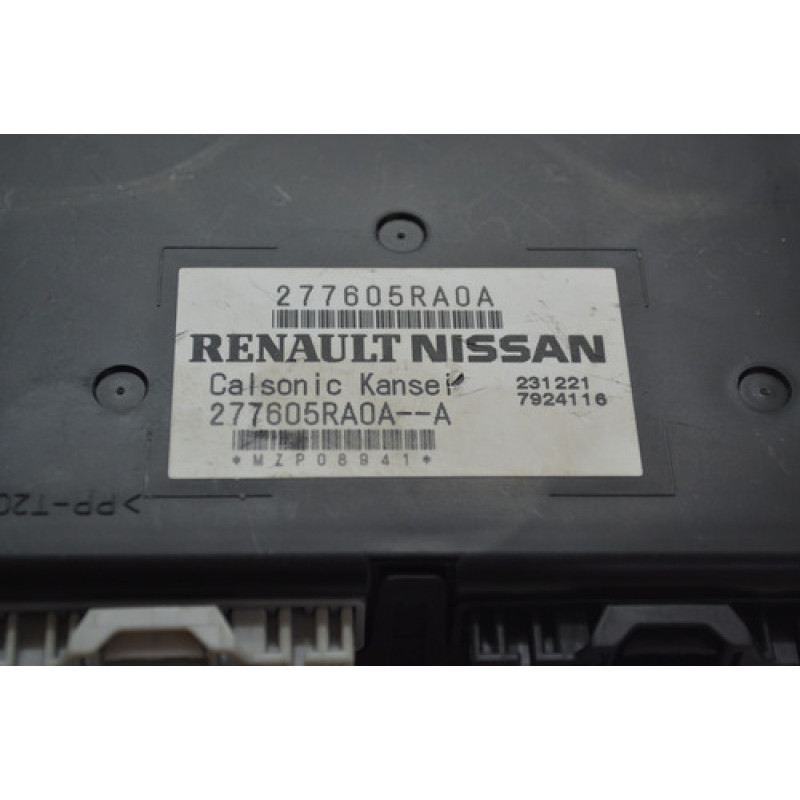 277605RA0A
RENAULT NISSAN
Calsonic Kansei 231221
277605RA0A--A 7924116
*MZP08941*
>PP-T20